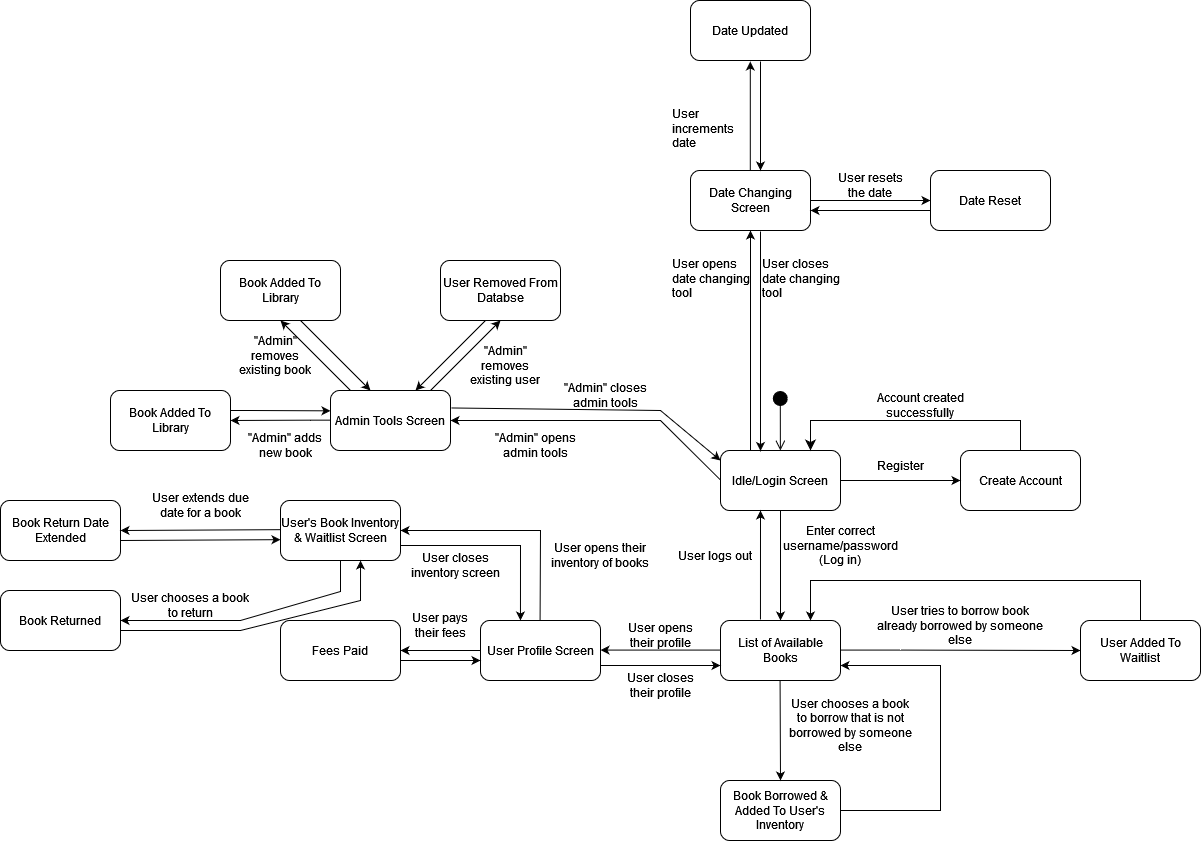 Date Updated
User
increments
date
Date Changing
Screen
User resets
the date
Date Reset
User opens
date changing
tool
User closes
date changing
tool
Book Added To
Library
User Removed From
Databse
"Admin"
removes
existing book
"Admin"
removes
existing user
Book Added To
Library
Admin Tools Screen
"Admin" adds
new book
"Admin" closes
admin tools
"Admin" opens
admin tools
Account created
successfully
Idle/Login Screen
Register
Create Account
User extends due
date for a book
Book Return Date
Extended
User's Book Inventory
& Waitlist Screen
User closes
inventory screen
User opens their
inventory of books
User logs out
Enter correct
username/password
(Log in)
User chooses a book
to return
Book Returned
User pays
their fees
Fees Paid
User Profile Screen
User opens
their profile
User closes
their profile
List of Available
Books
User tries to borrow book
already borrowed by someone
else
User Added To
Waitlist
User chooses a book
to borrow that is not
borrowed by someone
else
Book Borrowed &
Added To User's
Inventory